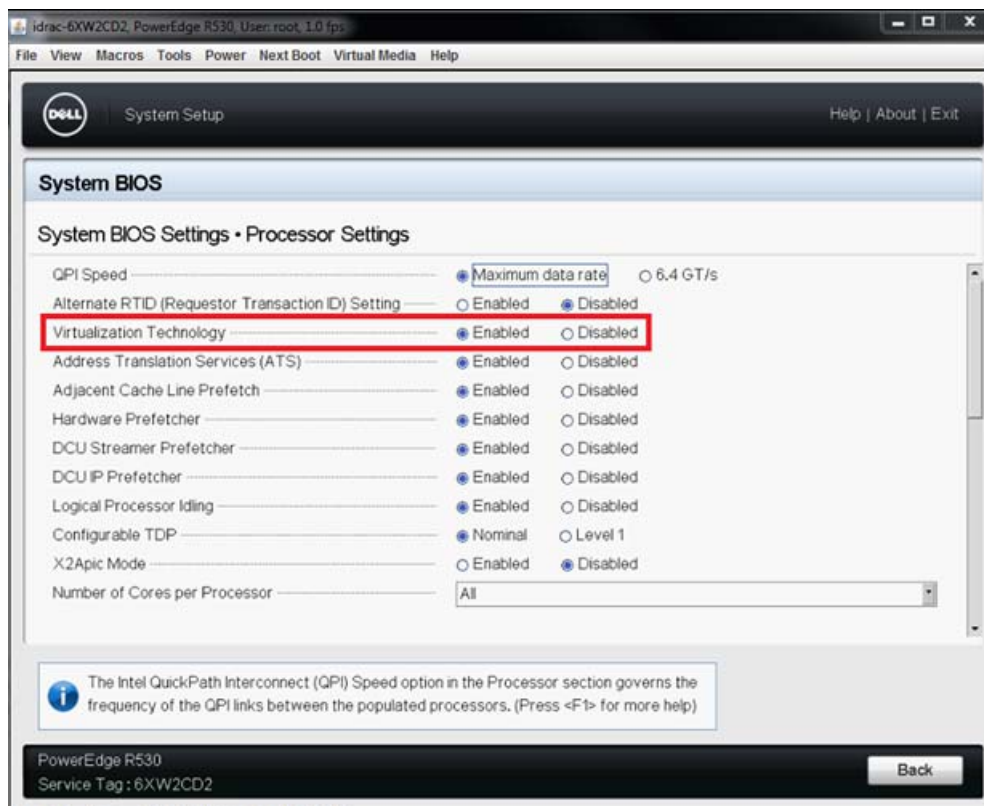 idrac-6XW2CD2, PowerEdge R530, User: root, 1.0 fps
File View Macros Tools Power Next Boot Virtual Media Help
DELL System Setup Help | About | Exit
System BIOS
System BIOS Settings • Processor Settings
QPI Speed Maximum data rate 6.4 GT/s
Alternate RTID (Requestor Transaction ID) Setting Enabled Disabled
Virtualization Technology Enabled Disabled
Address Translation Services (ATS) Enabled Disabled
Adjacent Cache Line Prefetch Enabled Disabled
Hardware Prefetcher Enabled Disabled
DCU Streamer Prefetcher Enabled Disabled
DCU IP Prefetcher Enabled Disabled
Logical Processor Idling Enabled Disabled
Configurable TDP Nominal Level 1
X2Apic Mode Enabled Disabled
Number of Cores per Processor All
The Intel QuickPath Interconnect (QPI) Speed option in the Processor section governs the
frequency of the QPI links between the populated processors. (Press <F1> for more help)
PowerEdge R530
Service Tag : 6XW2CD2
Back